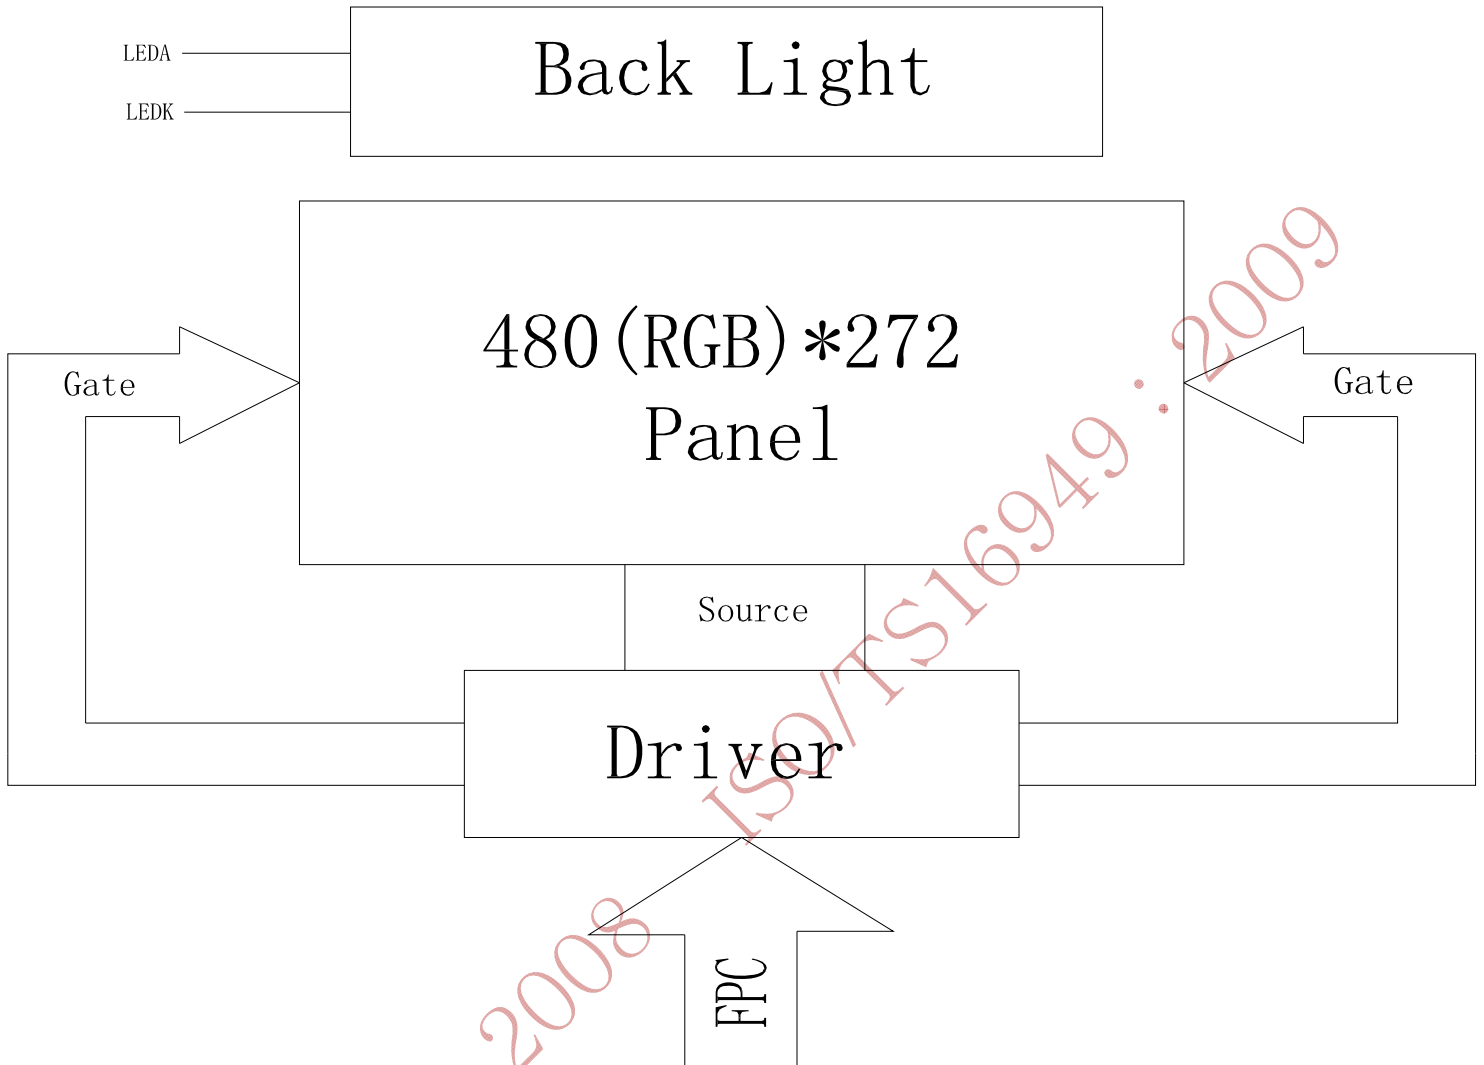 LEDA
Back Light
LEDK
480(RGB)*272
Panel
Gate
Gate
Source
Driver
FPC
ISO/TS16949：2009
2008